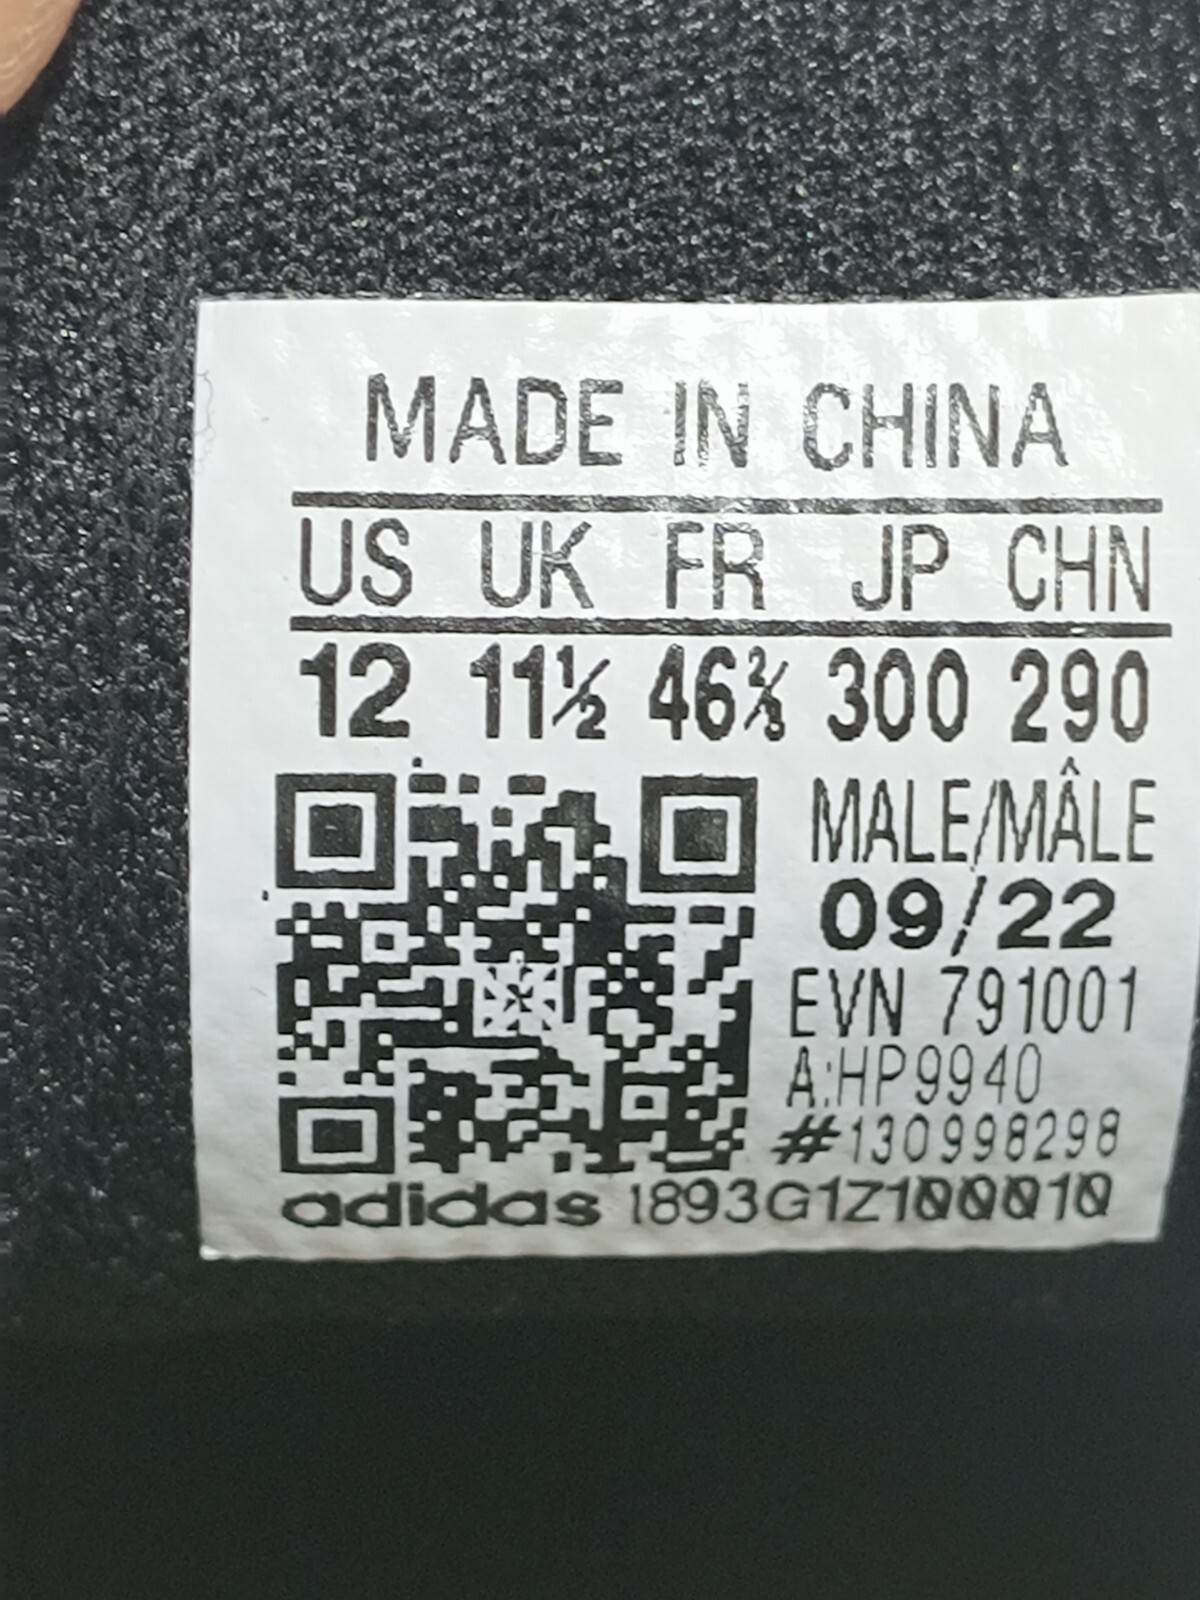 MADE IN CHINA
US UK FR JP CHN
12 11½ 46⅔ 300 290
MALE/MÂLE
09/22
EVN 791001
A:HP9940
#130998298
adidas 1893G1Z100010